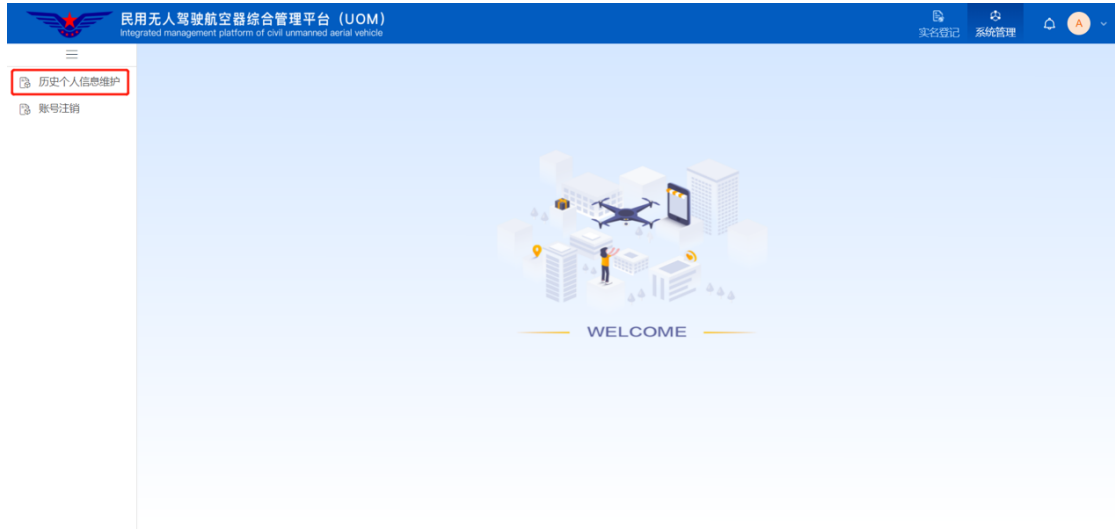 民用无人驾驶航空器综合管理平台（UOM）
Integrated management platform of civil unmanned aerial vehicle
实名登记
系统管理
A
历史个人信息维护
账号注销
WELCOME